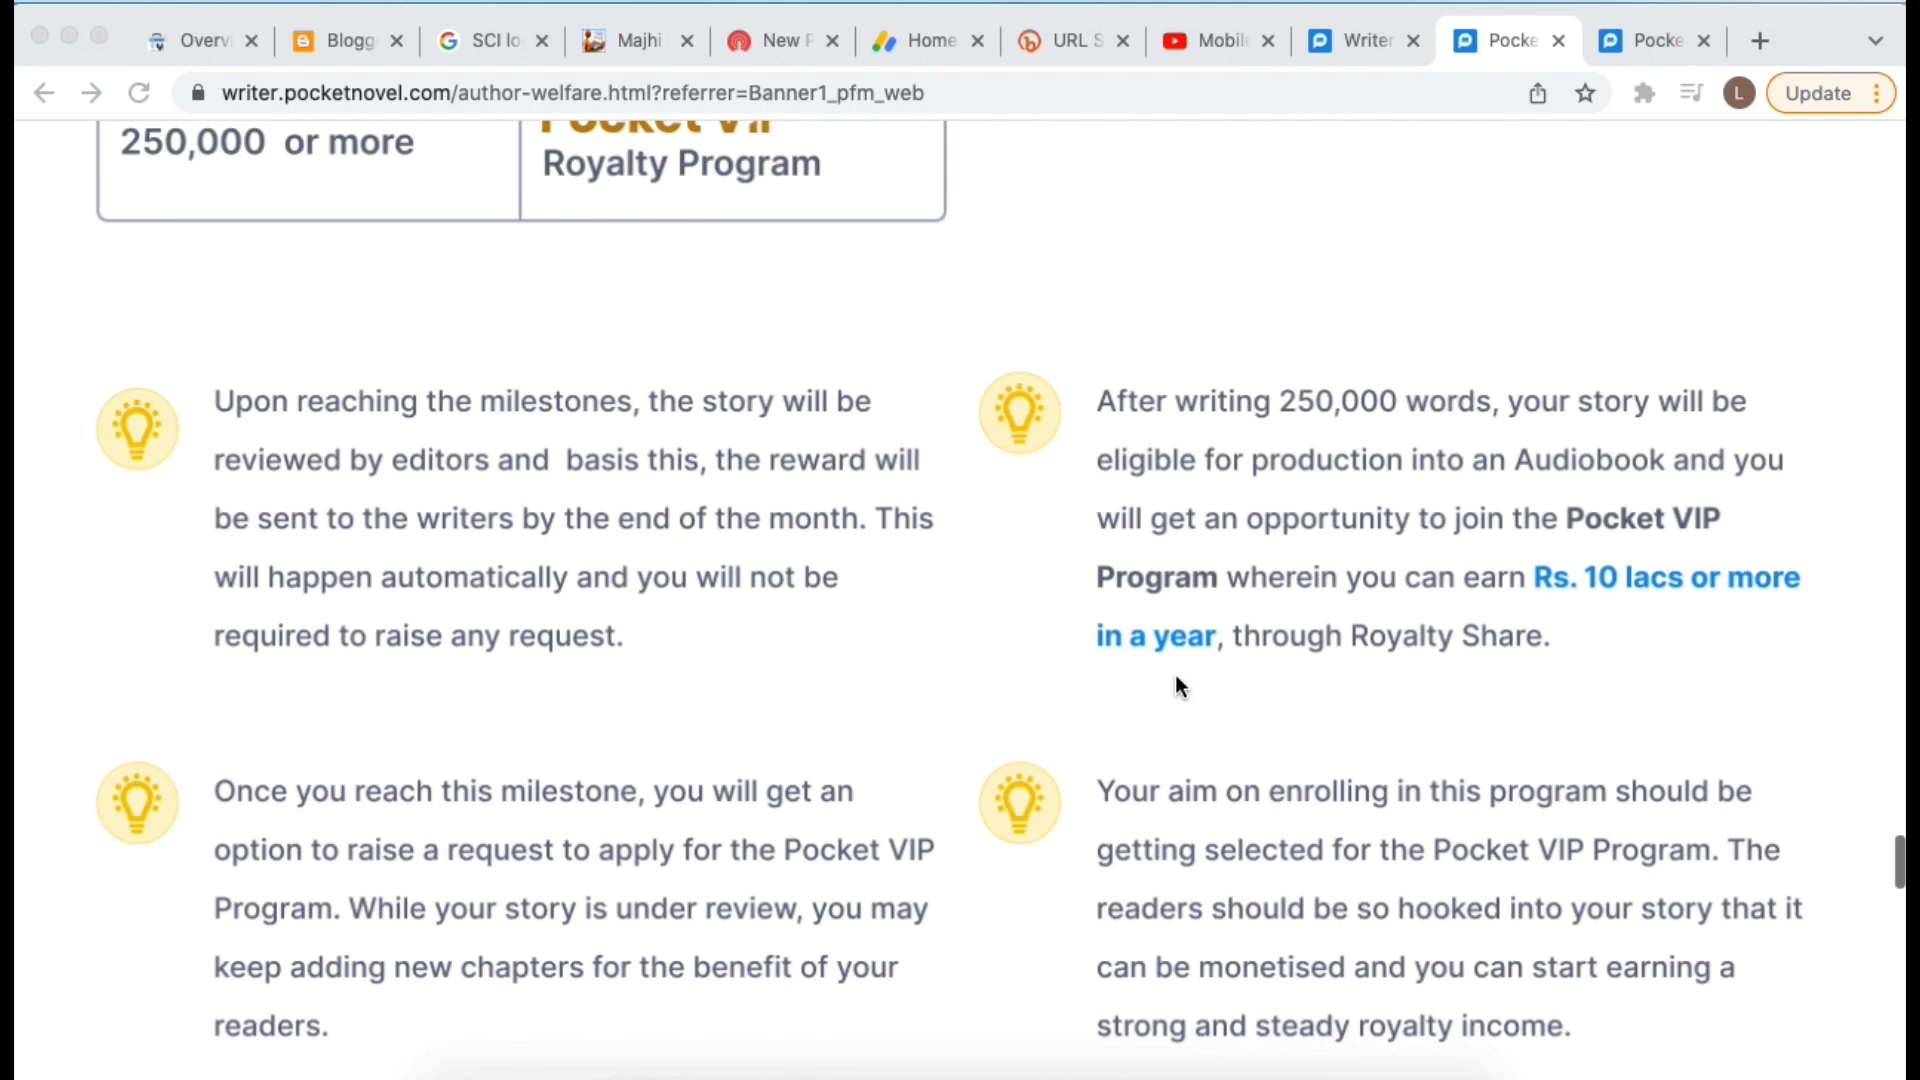 Overv
Blogg
SCI lo
Majhi
New P
Home
URL S
Mobile
Writer
Pocke
Pocke
writer.pocketnovel.com/author-welfare.html?referrer=Banner1_pfm_web
L
Update
250,000 or more
Pocket VIP
Royalty Program
Upon reaching the milestones, the story will be
reviewed by editors and basis this, the reward will
be sent to the writers by the end of the month. This
will happen automatically and you will not be
required to raise any request.
After writing 250,000 words, your story will be
eligible for production into an Audiobook and you
will get an opportunity to join the Pocket VIP
Program wherein you can earn Rs. 10 lacs or more
in a year, through Royalty Share.
Once you reach this milestone, you will get an
option to raise a request to apply for the Pocket VIP
Program. While your story is under review, you may
keep adding new chapters for the benefit of your
readers.
Your aim on enrolling in this program should be
getting selected for the Pocket VIP Program. The
readers should be so hooked into your story that it
can be monetised and you can start earning a
strong and steady royalty income.